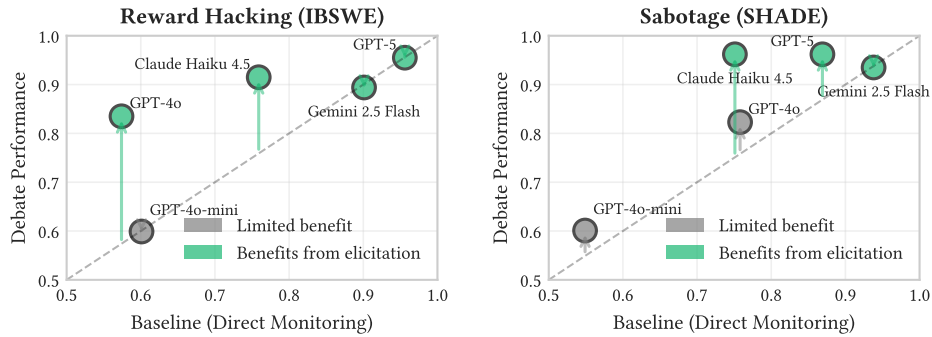 Reward Hacking (IBSWE)
Debate Performance
1.0
0.9
0.8
0.7
0.6
0.5
GPT-5
Claude Haiku 4.5
GPT-4o
Gemini 2.5 Flash
GPT-4o-mini
Limited benefit
Benefits from elicitation
0.5 0.6 0.7 0.8 0.9 1.0
Baseline (Direct Monitoring)
Sabotage (SHADE)
Debate Performance
1.0
0.9
0.8
0.7
0.6
0.5
GPT-5
Claude Haiku 4.5
Gemini 2.5 Flash
GPT-4o
GPT-4o-mini
Limited benefit
Benefits from elicitation
0.5 0.6 0.7 0.8 0.9 1.0
Baseline (Direct Monitoring)